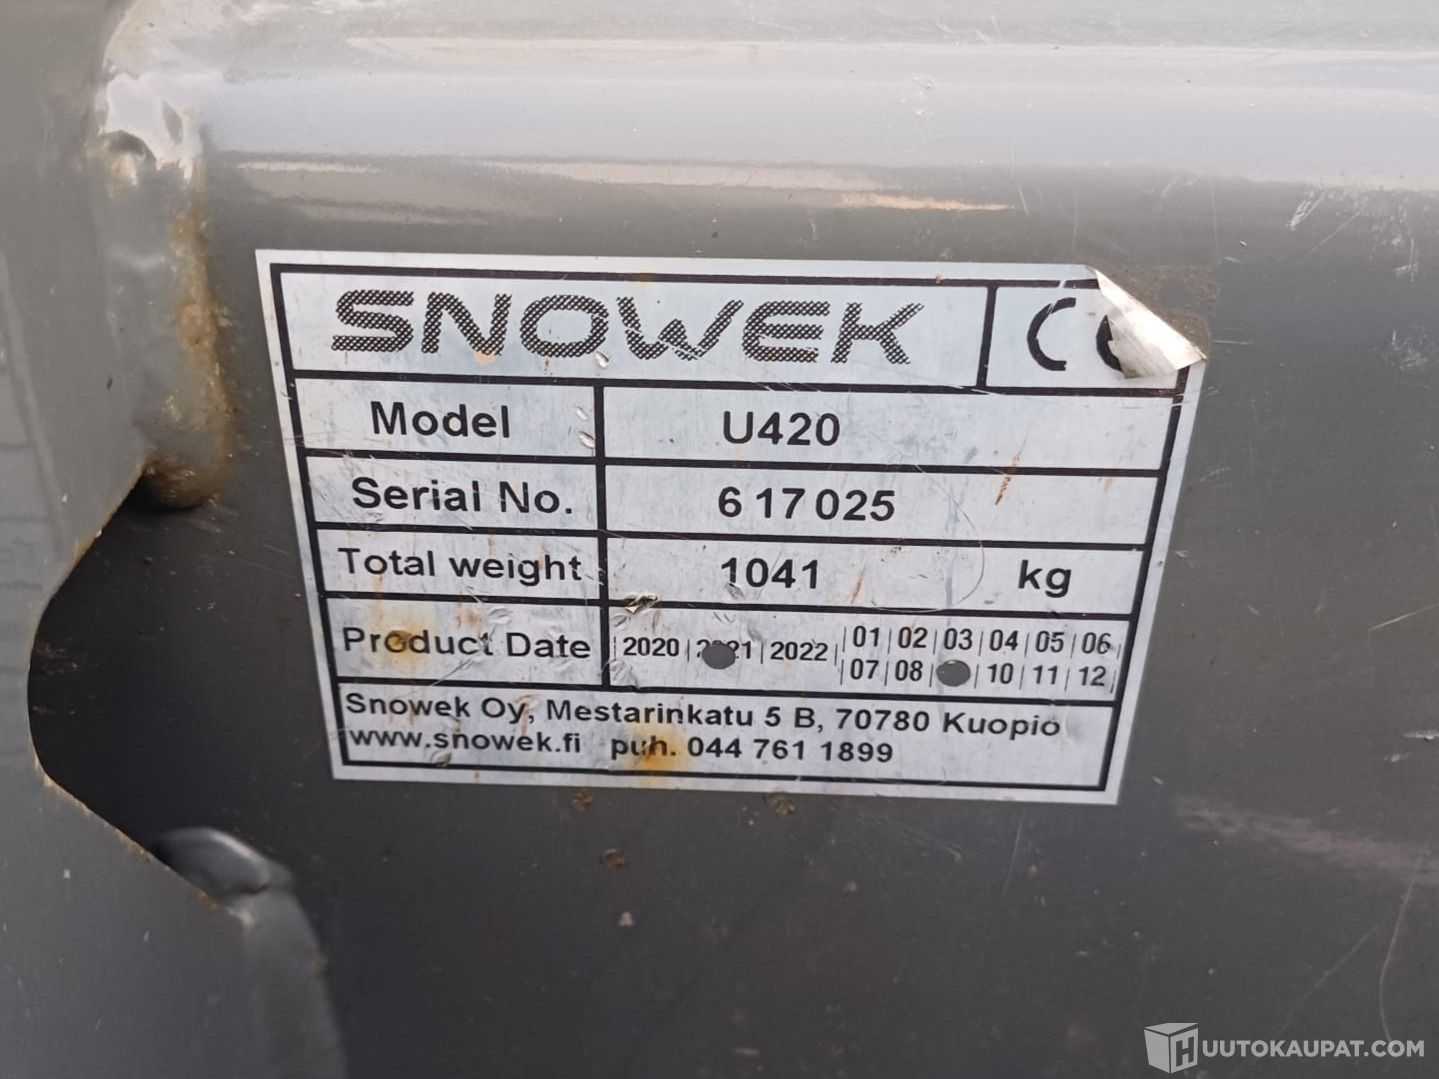 SNOWEK
Model U420
Serial No. 6 17 025
Total weight 1041 kg
Product Date |2020| |2022| |01|02|03|04|05|06|
|07|08| |10|11|12|
Snowek Oy, Mestarinkatu 5 B, 70780 Kuopio
www.snowek.fi puh. 044 761 1899
HUUTOKAUPAT.COM